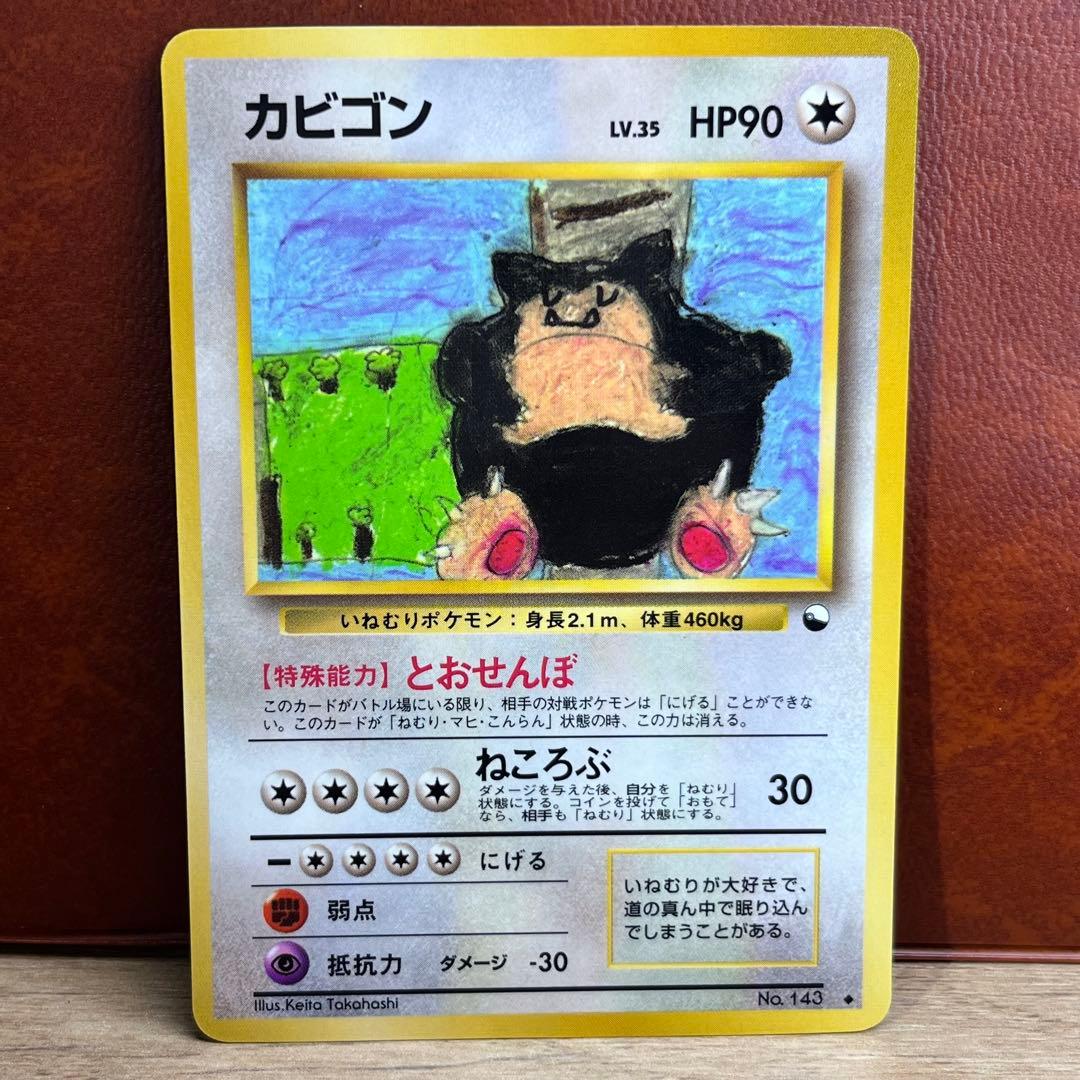 カビゴン LV.35 HP90
いねむりポケモン：身長2.1m、体重460kg
【特殊能力】とおせんぼ
このカードがバトル場にいる限り、相手の対戦ポケモンは「にげる」ことができな
い。このカードが「ねむり・マヒ・こんらん」状態の時、この力は消える。
ねころぶ 30
ダメージを与えた後、自分を「ねむり」
状態にする。コインを投げて「おもて」
なら、相手も「ねむり」状態にする。
ー にげる
弱点
抵抗力 ダメージ -30
いねむりが大好きで、
道の真ん中で眠り込ん
でしまうことがある。
Illus.Keita Takahashi No. 143